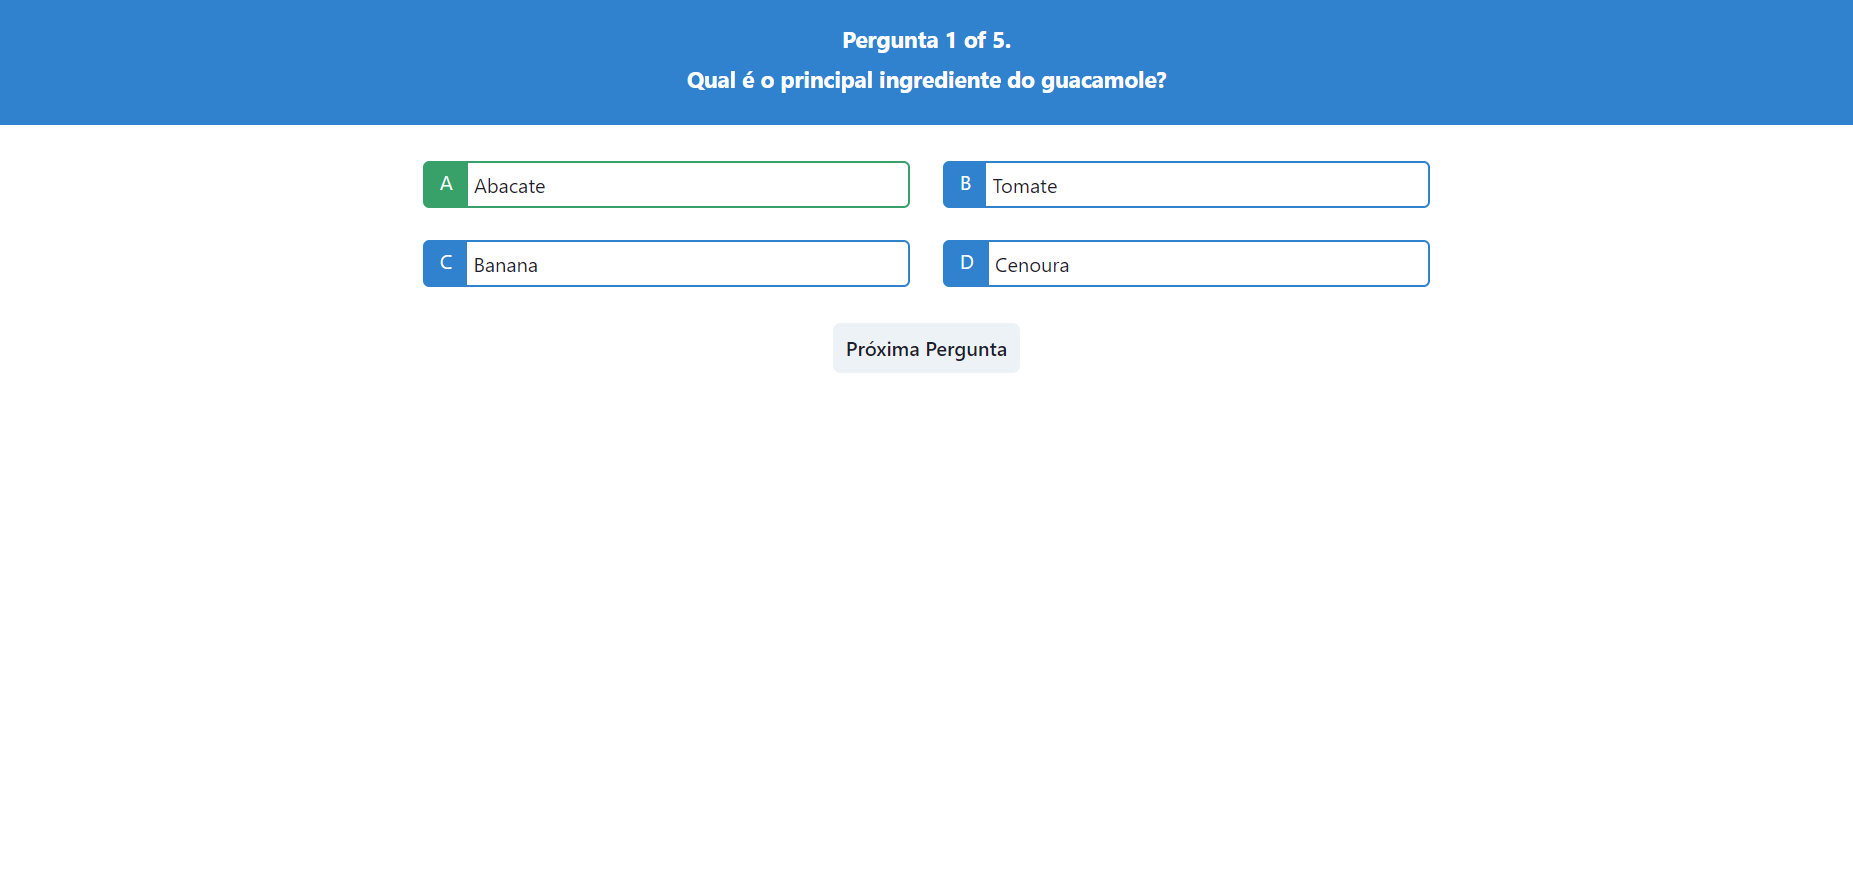 Pergunta 1 of 5.
Qual é o principal ingrediente do guacamole?
A Abacate
B Tomate
C Banana
D Cenoura
Próxima Pergunta